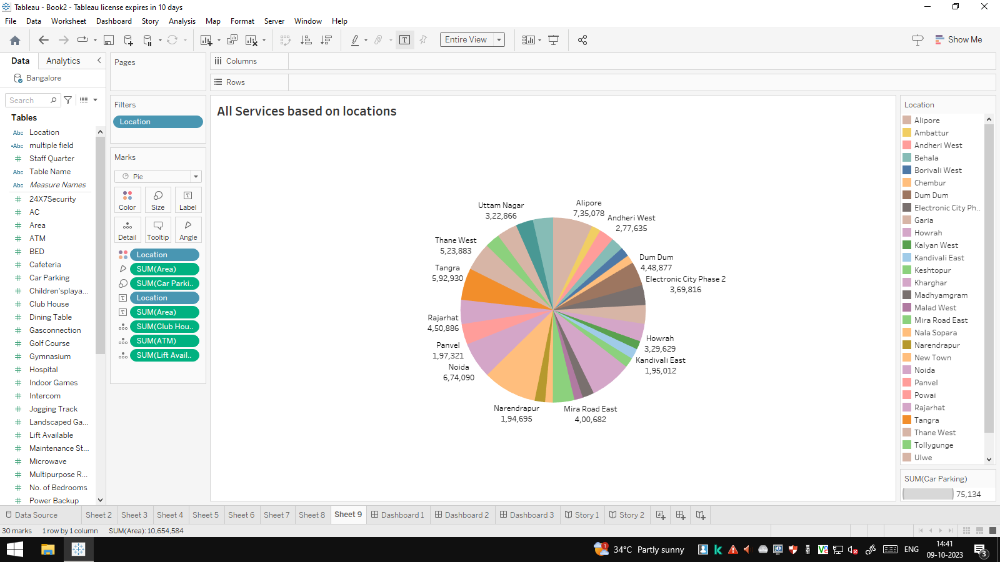 Tableau - Book2 - Tableau license expires in 10 days
File Data Worksheet Dashboard Story Analysis Map Format Server Window Help
Entire View
Show Me
Data Analytics
Bangalore
Search
Tables
Abc Location
=Abc multiple field
# Staff Quarter
Abc Table Name
Abc Measure Names
# 24X7Security
# AC
# Area
# ATM
# BED
# Cafeteria
# Car Parking
# Children'splaya...
# Club House
# Dining Table
# Gasconnection
# Golf Course
# Gymnasium
# Hospital
# Indoor Games
# Intercom
# Jogging Track
# Landscaped Ga...
# Lift Available
# Maintenance St...
# Microwave
# Multipurpose R...
# No. of Bedrooms
# Power Backup
Pages
Filters
Location
Marks
Pie
Color Size Label
Detail Tooltip Angle
Location
SUM(Area)
SUM(Car Parki..
Location
SUM(Area)
SUM(Club Hou..
SUM(ATM)
SUM(Lift Avail..
Columns
Rows
All Services based on locations
Uttam Nagar
3,22,866
Alipore
7,35,078
Andheri West
2,77,635
Thane West
5,23,883
Dum Dum
4,48,877
Tangra
5,92,930
Electronic City Phase 2
3,69,816
Rajarhat
4,50,886
Howrah
3,29,629
Panvel
1,97,321
Kandivali East
1,95,012
Noida
6,74,090
Narendrapur
1,94,695
Mira Road East
4,00,682
Location
Alipore
Ambattur
Andheri West
Behala
Borivali West
Chembur
Dum Dum
Electronic City Ph..
Garia
Howrah
Kalyan West
Kandivali East
Keshtopur
Kharghar
Madhyamgram
Malad West
Mira Road East
Nala Sopara
Narendrapur
New Town
Noida
Panvel
Powai
Rajarhat
Tangra
Thane West
Tollygunge
Ulwe
SUM(Car Parking)
75,134
Data Source Sheet 2 Sheet 3 Sheet 4 Sheet 5 Sheet 6 Sheet 7 Sheet 8 Sheet 9 Dashboard 1 Dashboard 2 Dashboard 3 Story 1 Story 2
30 marks 1 row by 1 column SUM(Area): 10,654,584
1 34°C Partly sunny ENG 14:41
09-10-2023 3